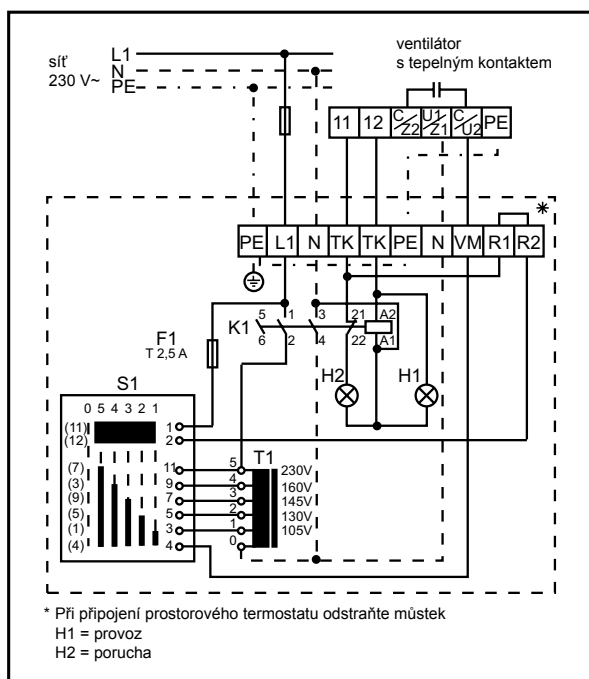 síť
230 V~
L1
N
PE
ventilátor
s tepelným kontaktem
11 12 C/Z2 U1/Z1 C/U2 PE
PE L1 N TK TK PE N VM R1 R2 *
K1 5 6 1 2 3 4 21 22 A2 A1
F1
T 2,5 A
H2 H1
S1
0 5 4 3 2 1
(11) 1
(12) 2
(7) 11
(3) 9
(9) 7
(5) 5
(1) 3
(4) 4
T1
5 230V
4 160V
3 145V
2 130V
1 105V
0
* Při připojení prostorového termostatu odstraňte můstek
H1 = provoz
H2 = porucha